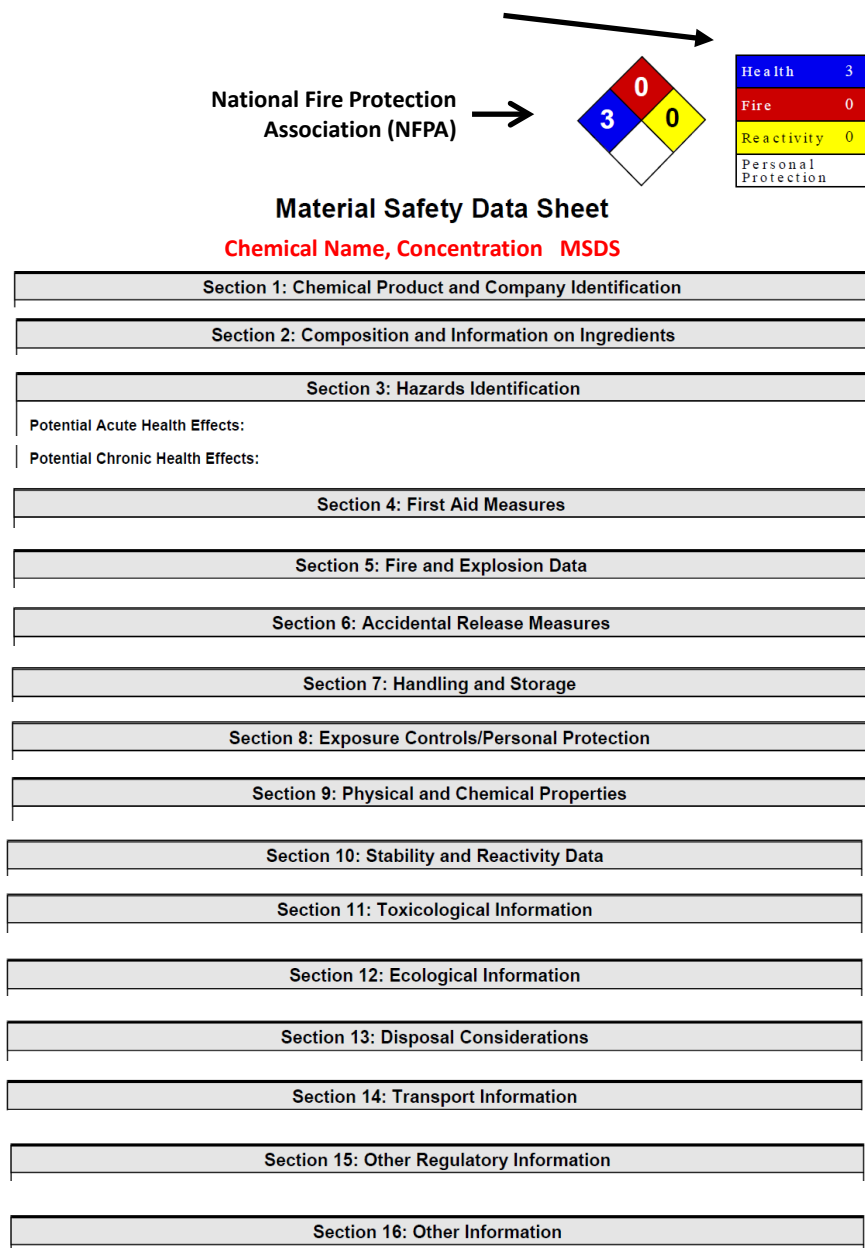 National Fire Protection
Association (NFPA)
0
3 0
Health 3
Fire 0
Reactivity 0
Personal
Protection
Material Safety Data Sheet
Chemical Name, Concentration MSDS
Section 1: Chemical Product and Company Identification
Section 2: Composition and Information on Ingredients
Section 3: Hazards Identification
Potential Acute Health Effects:
Potential Chronic Health Effects:
Section 4: First Aid Measures
Section 5: Fire and Explosion Data
Section 6: Accidental Release Measures
Section 7: Handling and Storage
Section 8: Exposure Controls/Personal Protection
Section 9: Physical and Chemical Properties
Section 10: Stability and Reactivity Data
Section 11: Toxicological Information
Section 12: Ecological Information
Section 13: Disposal Considerations
Section 14: Transport Information
Section 15: Other Regulatory Information
Section 16: Other Information